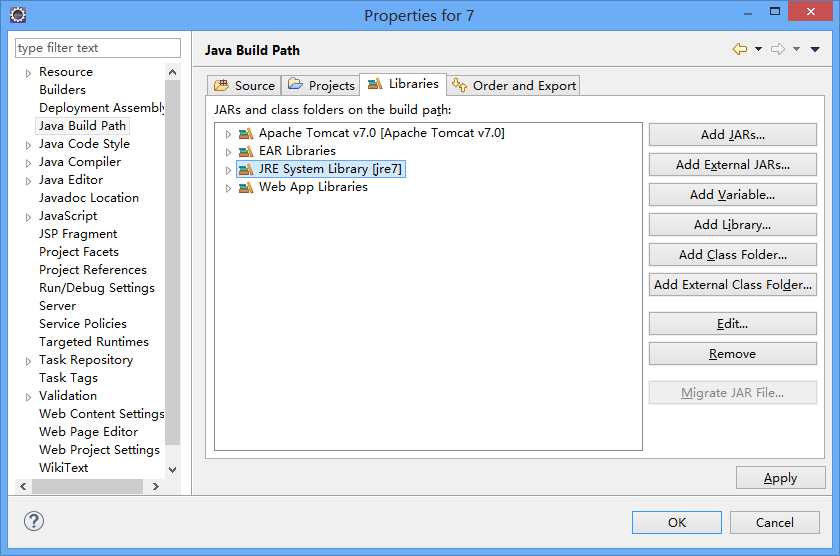 Properties for 7
type filter text
Resource
Builders
Deployment Assembly
Java Build Path
Java Code Style
Java Compiler
Java Editor
Javadoc Location
JavaScript
JSP Fragment
Project Facets
Project References
Run/Debug Settings
Server
Service Policies
Targeted Runtimes
Task Repository
Task Tags
Validation
Web Content Settings
Web Page Editor
Web Project Settings
WikiText
Java Build Path
Source Projects Libraries Order and Export
JARs and class folders on the build path:
Apache Tomcat v7.0 [Apache Tomcat v7.0]
EAR Libraries
JRE System Library [jre7]
Web App Libraries
Add JARs...
Add External JARs...
Add Variable...
Add Library...
Add Class Folder...
Add External Class Folder...
Edit...
Remove
Migrate JAR File...
Apply
OK Cancel